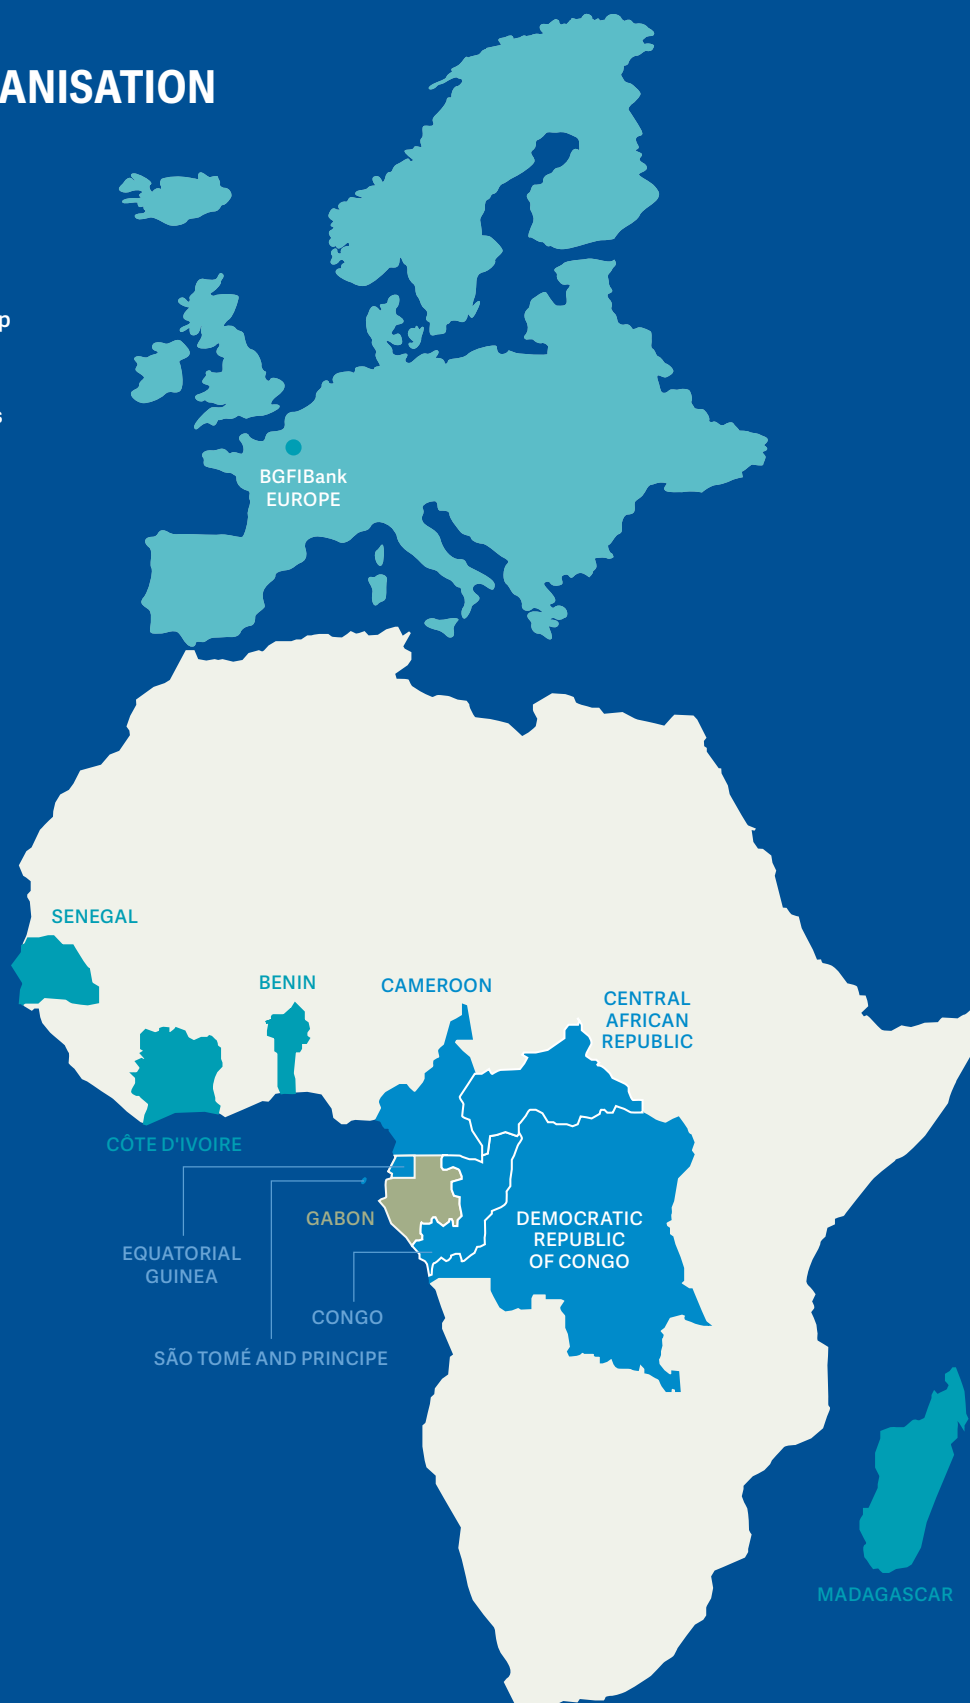 ANISATION
p
s
BGFIBank
EUROPE
SENEGAL
BENIN
CAMEROON
CENTRAL
AFRICAN
REPUBLIC
CÔTE D'IVOIRE
GABON
DEMOCRATIC
REPUBLIC
OF CONGO
EQUATORIAL
GUINEA
CONGO
SÃO TOMÉ AND PRINCIPE
MADAGASCAR